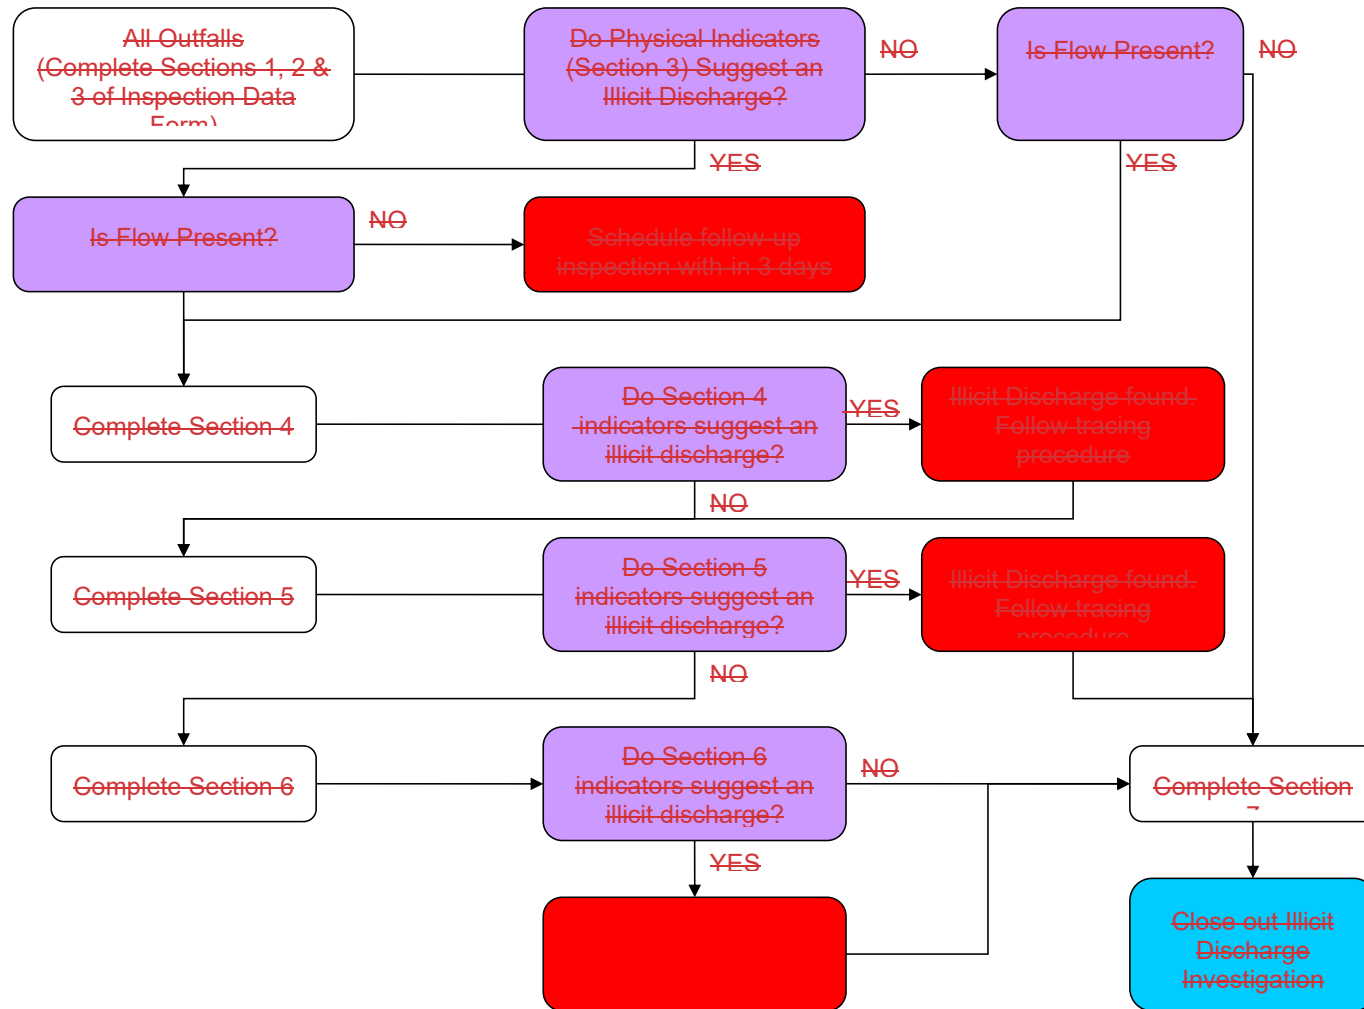 All Outfalls
(Complete Sections 1, 2 &
3 of Inspection Data
Form)
Do Physical Indicators
(Section 3) Suggest an
Illicit Discharge?
NO
Is Flow Present?
NO
YES
YES
Is Flow Present?
NO
Schedule follow up
inspection with in 3 days
Complete Section 4
Do Section 4
indicators suggest an
illicit discharge?
YES
Illicit Discharge found.
Follow tracing
procedure
NO
Complete Section 5
Do Section 5
indicators suggest an
illicit discharge?
YES
Illicit Discharge found.
Follow tracing
procedure
NO
Complete Section 6
Do Section 6
indicators suggest an
illicit discharge?
NO
Complete Section
YES
Close out Illicit
Discharge
Investigation